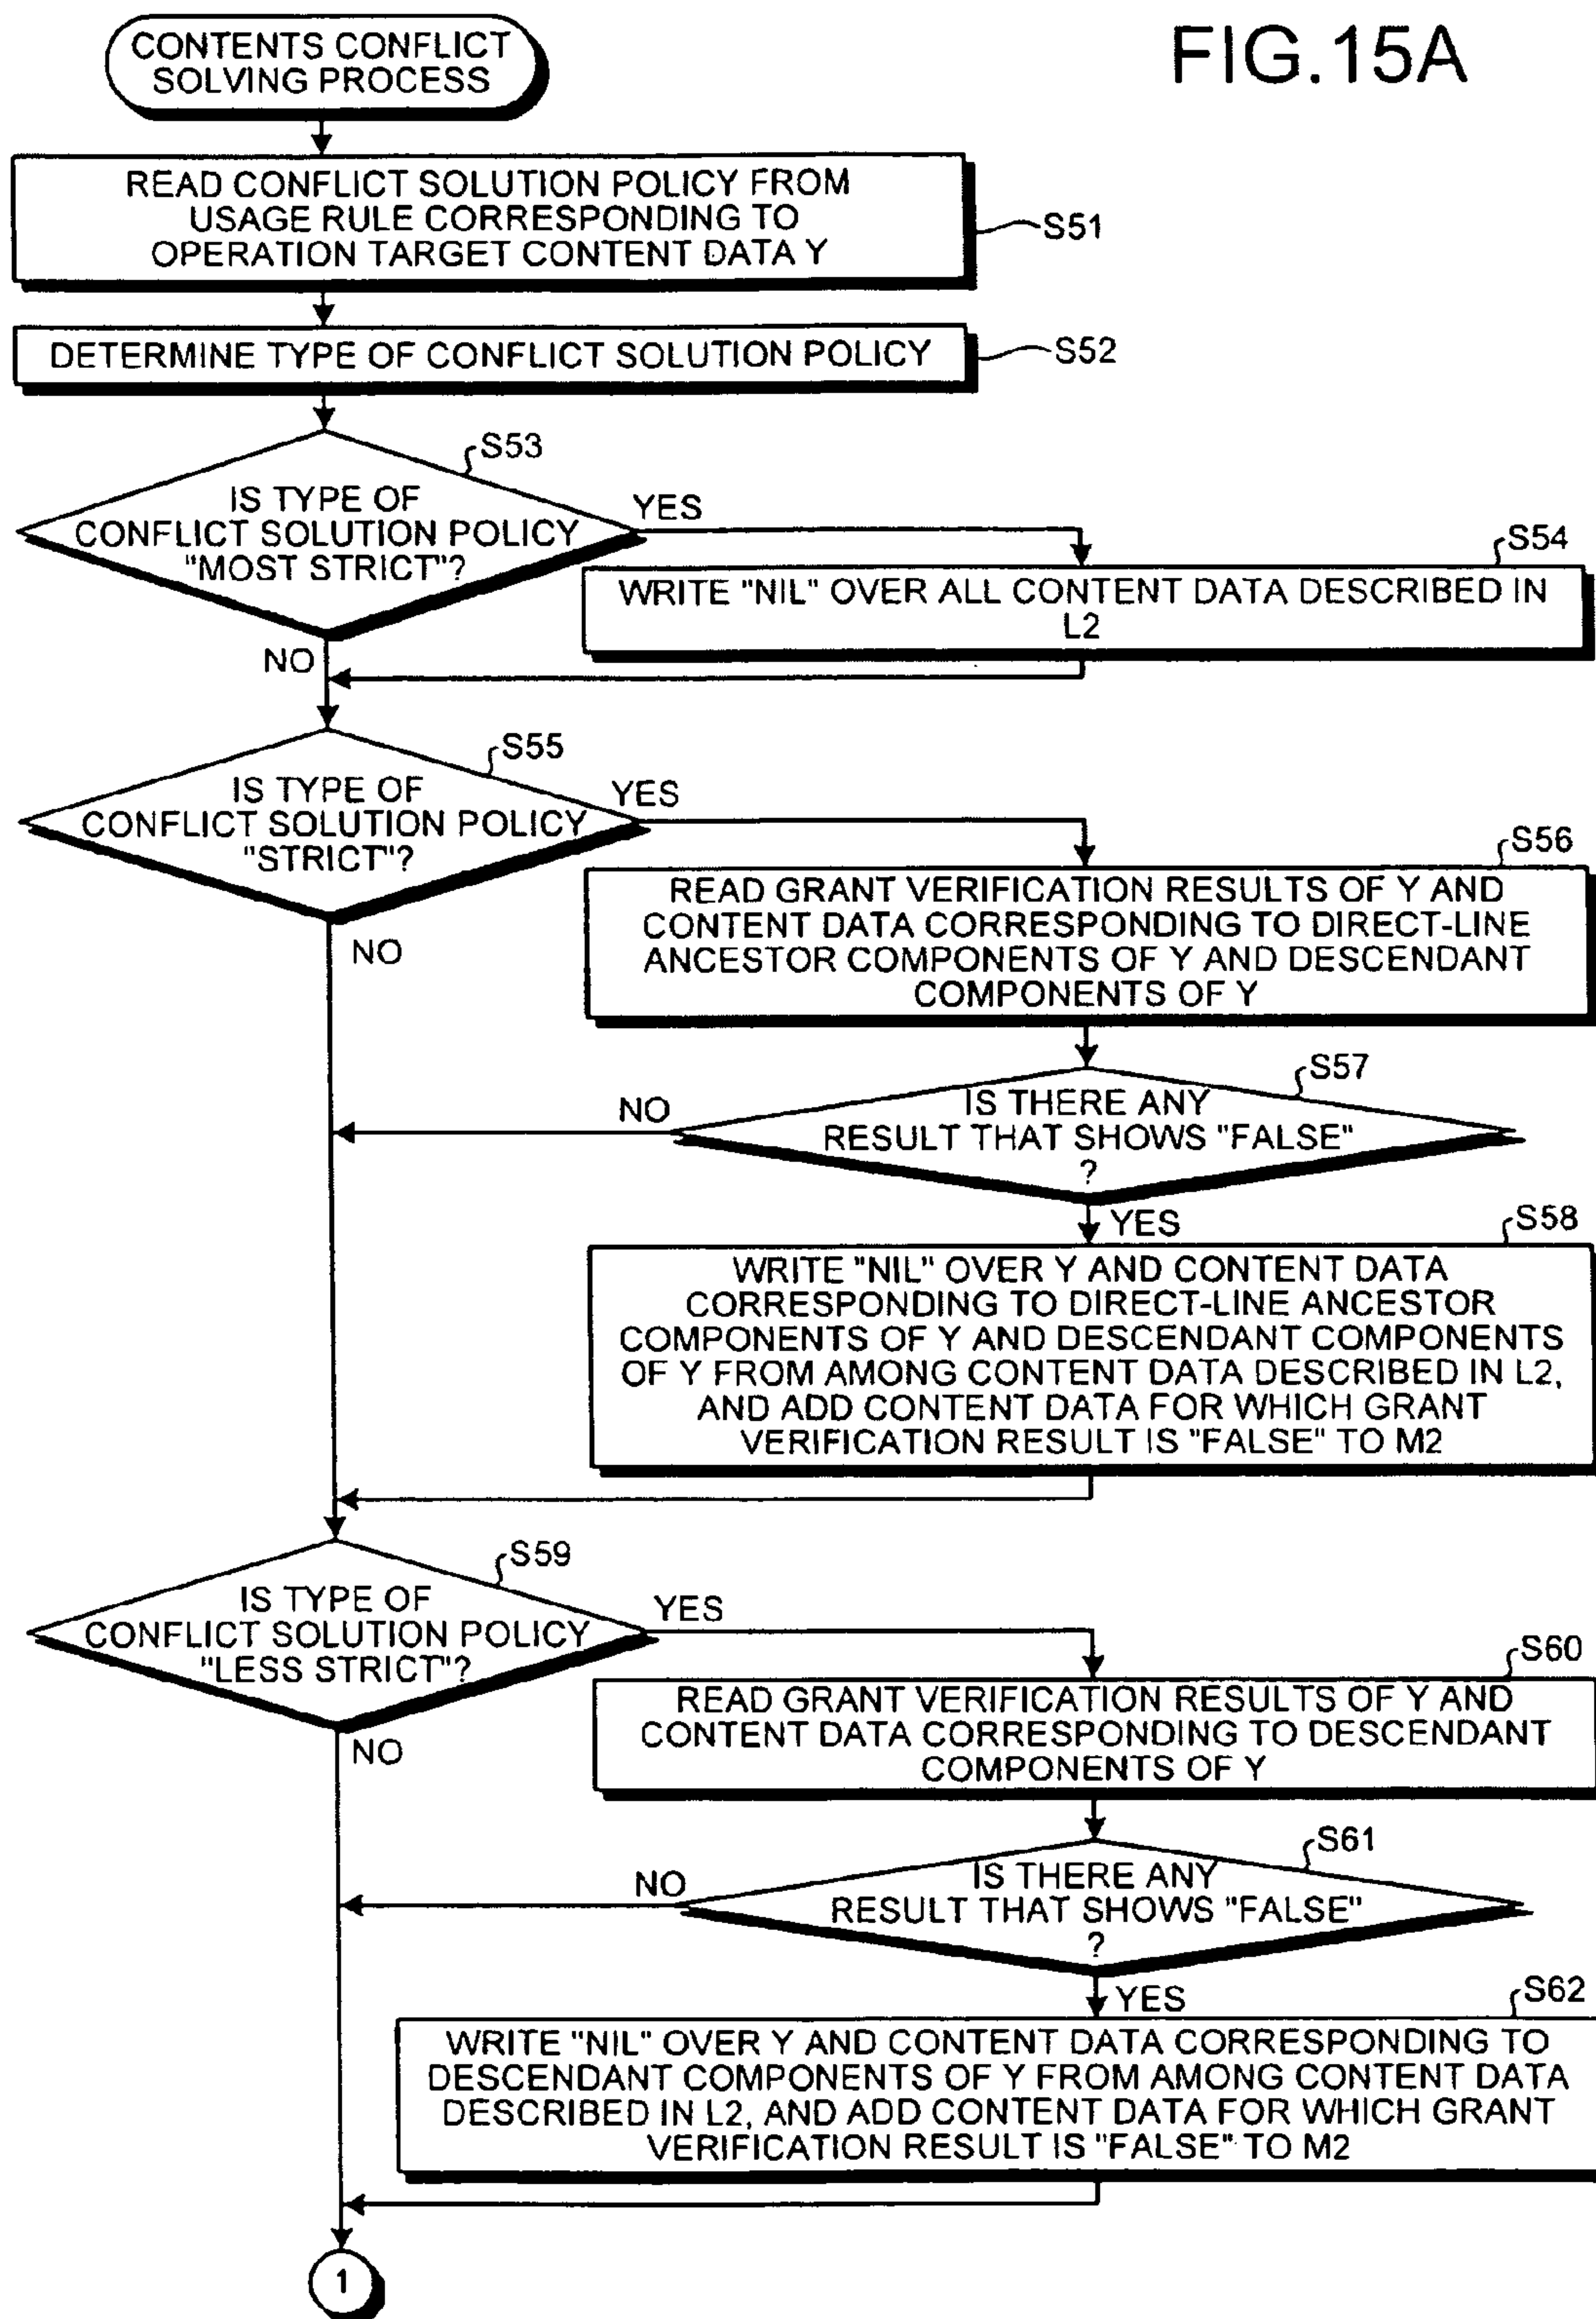 FIG.15A
CONTENTS CONFLICT
SOLVING PROCESS
READ CONFLICT SOLUTION POLICY FROM
USAGE RULE CORRESPONDING TO
OPERATION TARGET CONTENT DATA Y
S51
DETERMINE TYPE OF CONFLICT SOLUTION POLICY
S52
S53
IS TYPE OF
CONFLICT SOLUTION POLICY
"MOST STRICT"?
YES
S54
WRITE "NIL" OVER ALL CONTENT DATA DESCRIBED IN
L2
NO
S55
IS TYPE OF
CONFLICT SOLUTION POLICY
"STRICT"?
YES
NO
S56
READ GRANT VERIFICATION RESULTS OF Y AND
CONTENT DATA CORRESPONDING TO DIRECT-LINE
ANCESTOR COMPONENTS OF Y AND DESCENDANT
COMPONENTS OF Y
S57
IS THERE ANY
RESULT THAT SHOWS "FALSE"
?
NO
YES
S58
WRITE "NIL" OVER Y AND CONTENT DATA
CORRESPONDING TO DIRECT-LINE ANCESTOR
COMPONENTS OF Y AND DESCENDANT COMPONENTS
OF Y FROM AMONG CONTENT DATA DESCRIBED IN L2,
AND ADD CONTENT DATA FOR WHICH GRANT
VERIFICATION RESULT IS "FALSE" TO M2
S59
IS TYPE OF
CONFLICT SOLUTION POLICY
"LESS STRICT"?
YES
NO
S60
READ GRANT VERIFICATION RESULTS OF Y AND
CONTENT DATA CORRESPONDING TO DESCENDANT
COMPONENTS OF Y
S61
IS THERE ANY
RESULT THAT SHOWS "FALSE"
?
NO
YES
S62
WRITE "NIL" OVER Y AND CONTENT DATA CORRESPONDING TO
DESCENDANT COMPONENTS OF Y FROM AMONG CONTENT DATA
DESCRIBED IN L2, AND ADD CONTENT DATA FOR WHICH GRANT
VERIFICATION RESULT IS "FALSE" TO M2
1